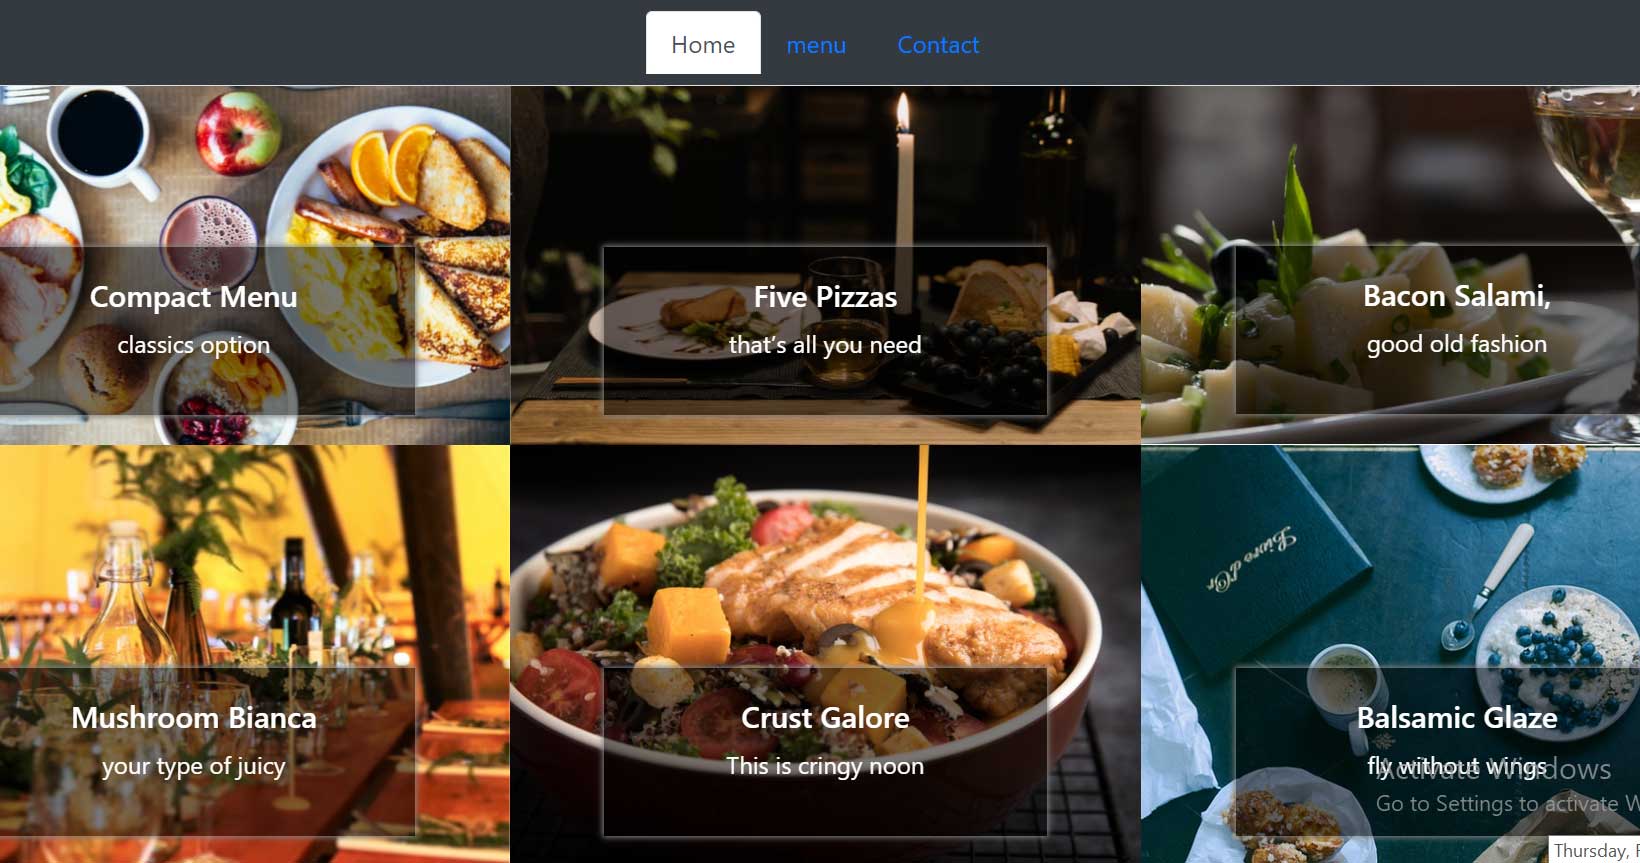 Home
menu
Contact
Compact Menu
classics option
Five Pizzas
that's all you need
Bacon Salami,
good old fashion
Livre d'Or
Mushroom Bianca
your type of juicy
Crust Galore
This is cringy noon
Balsamic Glaze
fly without wings
Activate Windows
Go to Settings to activate W
Thursday, F